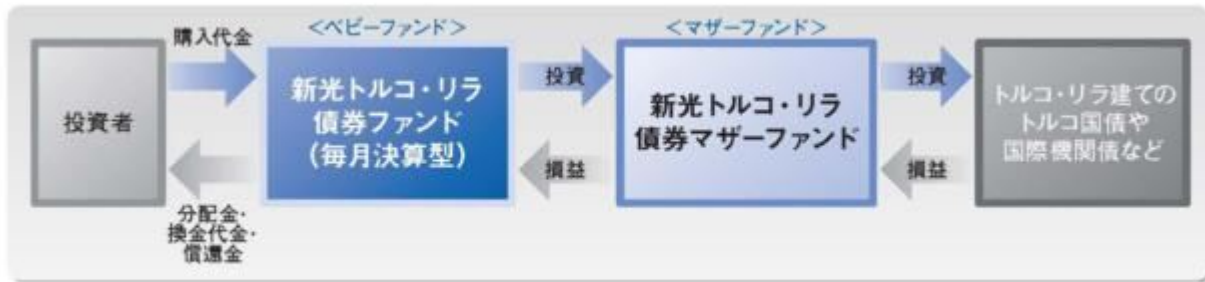 <ベビーファンド>
<マザーファンド>
購入代金
投資者
新光トルコ・リラ
債券ファンド
(毎月決算型)
投資
損益
新光トルコ・リラ
債券マザーファンド
投資
損益
トルコ・リラ建ての
トルコ国債や
国際機関債など
分配金・
換金代金・
償還金